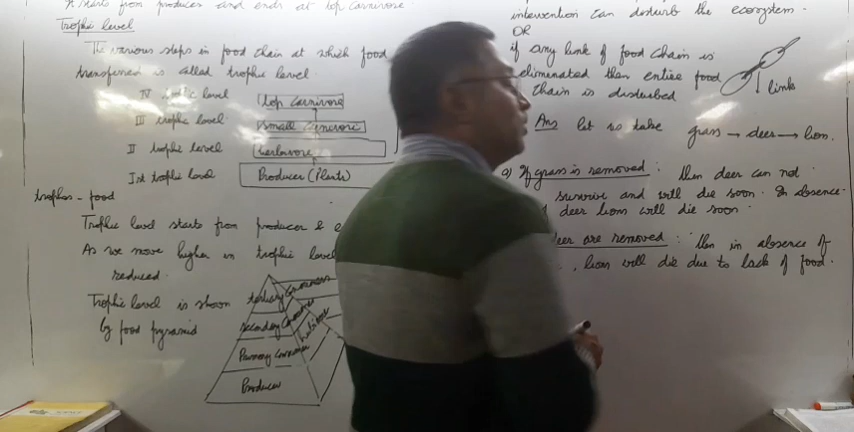 It starts from producer and ends at top carnivore.
Trophic level
The various steps in food chain at which food
transferred is called trophic level.
IV trophic level top carnivore
III trophic level small carnivore
II trophic level herbivore
Ist trophic level Producer (Plants)
trophos - food
Trophic level starts from producer &
As we move higher in trophic level
reduced.
Trophic level is shown
by food pyramid
tertiary consumers
Secondary Consumer
Primary Consumer
Producer
intervention can disturb the ecosystem.
OR
if any link of food chain is
eliminated then entire food
chain is disturbed
link
Ans let us take grass → deer → lion.
a) If grass is removed : then deer can not
survive and will die soon. In absence
deer lion will die soon.
deer are removed : then in absence of
, lion will die due to lack of food.